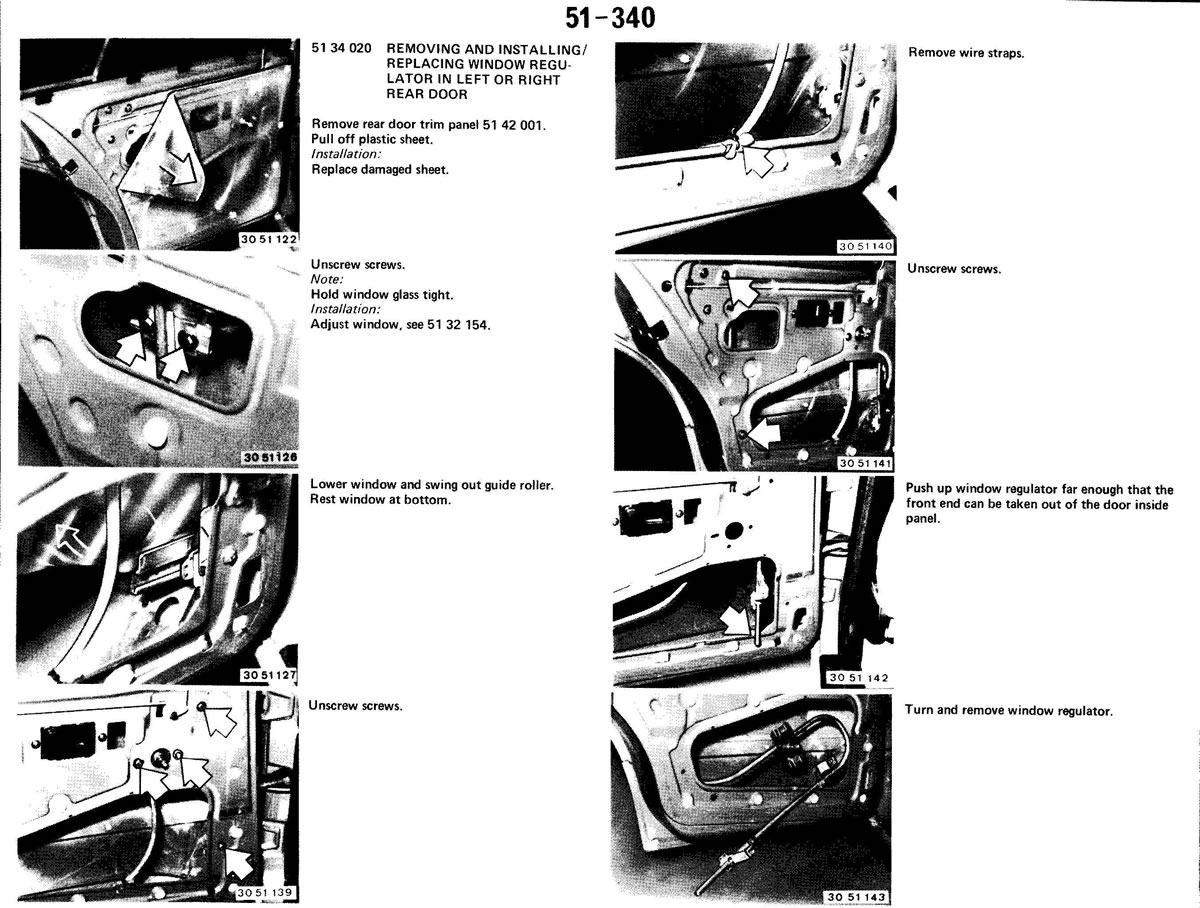 51-340
51 34 020 REMOVING AND INSTALLING/
REPLACING WINDOW REGU-
LATOR IN LEFT OR RIGHT
REAR DOOR
Remove rear door trim panel 51 42 001.
Pull off plastic sheet.
Installation:
Replace damaged sheet.
30 51 122
Unscrew screws.
Note:
Hold window glass tight.
Installation:
Adjust window, see 51 32 154.
30 51 126
Lower window and swing out guide roller.
Rest window at bottom.
30 51 127
Unscrew screws.
30 51 139
Remove wire straps.
30 51 140
Unscrew screws.
30 51 141
Push up window regulator far enough that the
front end can be taken out of the door inside
panel.
30 51 142
Turn and remove window regulator.
30 51 143